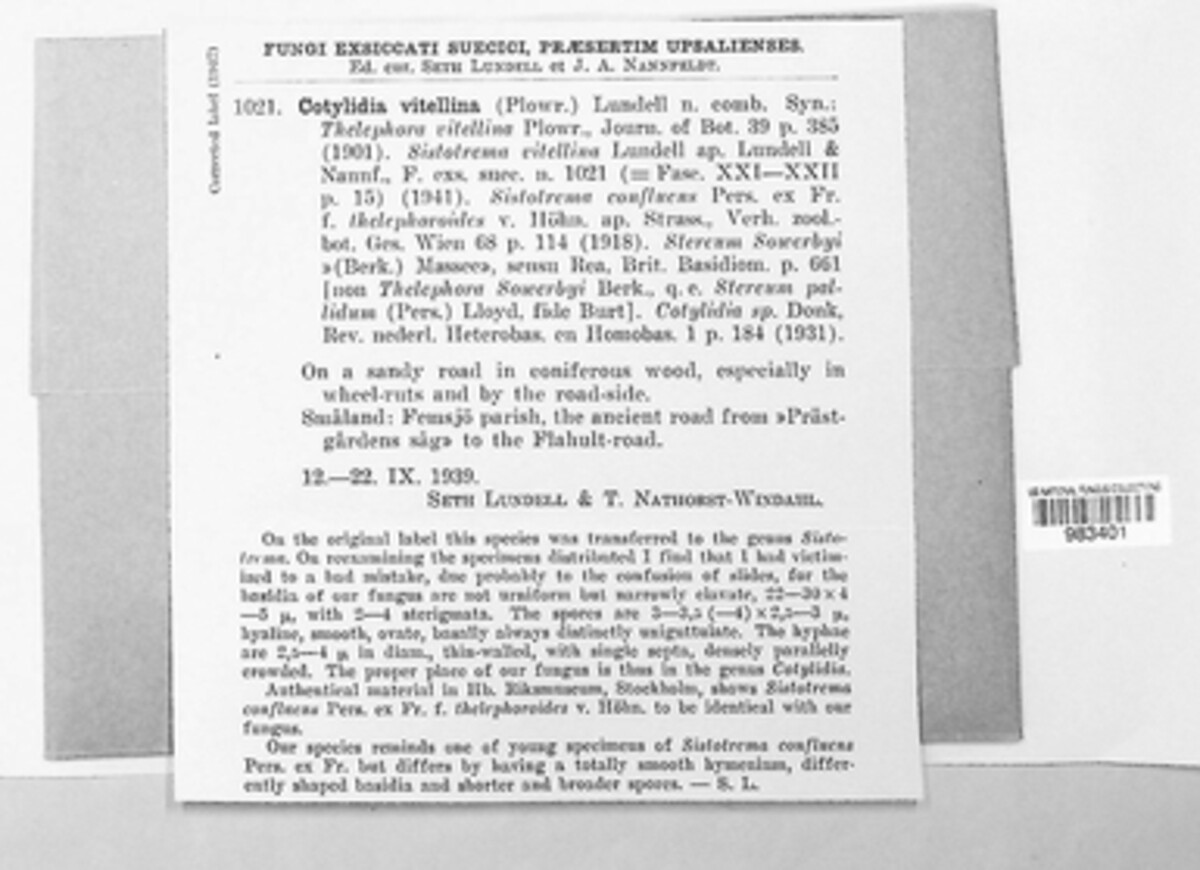 FUNGI EXSICCATI SUECICI, PRÆSERTIM UPSALIENSES.
Ed. cur. SETH LUNDELL et J. A. NANNFELDT.
Corrected Label (1947)
1021. Cotylidia vitellina (Plowr.) Lundell n. comb. Syn.:
Thelephora vitellina Plowr., Journ. of Bot. 39 p. 385
(1901). Sistotrema vitellina Lundell ap. Lundell &
Nannf., F. exs. suec. n. 1021 (= Fasc. XXI—XXII
p. 15) (1941). Sistotrema confluens Pers. ex Fr.
f. thelephoroides v. Höhn. ap. Strass., Verh. zool.-
bot. Ges. Wien 68 p. 114 (1918). Stereum Sowerbyi
»(Berk.) Massee», sensu Rea, Brit. Basidiom. p. 661
[non Thelephora Sowerbyi Berk., q. e. Stereum pal-
lidum (Pers.) Lloyd, fide Burt]. Cotylidia sp. Donk,
Rev. nederl. Heterobas. en Homobas. 1 p. 184 (1931).
On a sandy road in coniferous wood, especially in
wheel-ruts and by the road-side.
Småland: Femsjö parish, the ancient road from »Präst-
gårdens såg» to the Flahult-road.
12.—22. IX. 1939.
SETH LUNDELL & T. NATHORST-WINDAHL.
On the original label this species was transferred to the genus Sisto-
trema. On reexamining the specimens distributed I find that I had victim-
ized to a bad mistake, due probably to the confusion of slides, for the
basidia of our fungus are not urniform but narrowly clavate, 22—30 × 4
—5 µ, with 2—4 sterigmata. The spores are 3—3,5 (—4) × 2,5—3 µ,
hyaline, smooth, ovate, basally always distinctly uniguttulate. The hyphae
are 2,5—4 µ in diam., thin-walled, with single septa, densely parallelly
crowded. The proper place of our fungus is thus in the genus Cotylidia.
Authentical material in Hb. Riksmuseum, Stockholm, shows Sistotrema
confluens Pers. ex Fr. f. thelephoroides v. Höhn. to be identical with our
fungus.
Our species reminds one of young specimens of Sistotrema confluens
Pers. ex Fr. but differs by having a totally smooth hymenium, differ-
ently shaped basidia and shorter and broader spores. — S. L.
US NATIONAL FUNGUS COLLECTIONS
983401